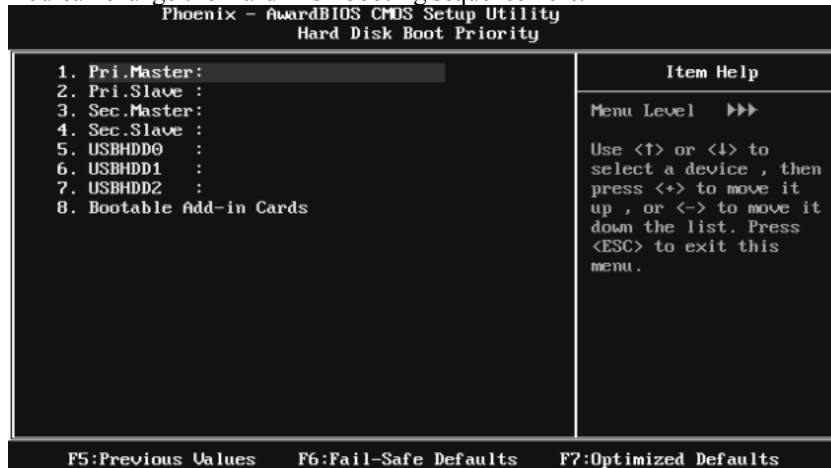 Phoenix - AwardBIOS CMOS Setup Utility
Hard Disk Boot Priority
1. Pri.Master:
2. Pri.Slave :
3. Sec.Master:
4. Sec.Slave :
5. USBHDD0 :
6. USBHDD1 :
7. USBHDD2 :
8. Bootable Add-in Cards
Item Help
Menu Level ►►►
Use <↑> or <↓> to
select a device , then
press <+> to move it
up , or <-> to move it
down the list. Press
<ESC> to exit this
menu.
F5:Previous Values F6:Fail-Safe Defaults F7:Optimized Defaults